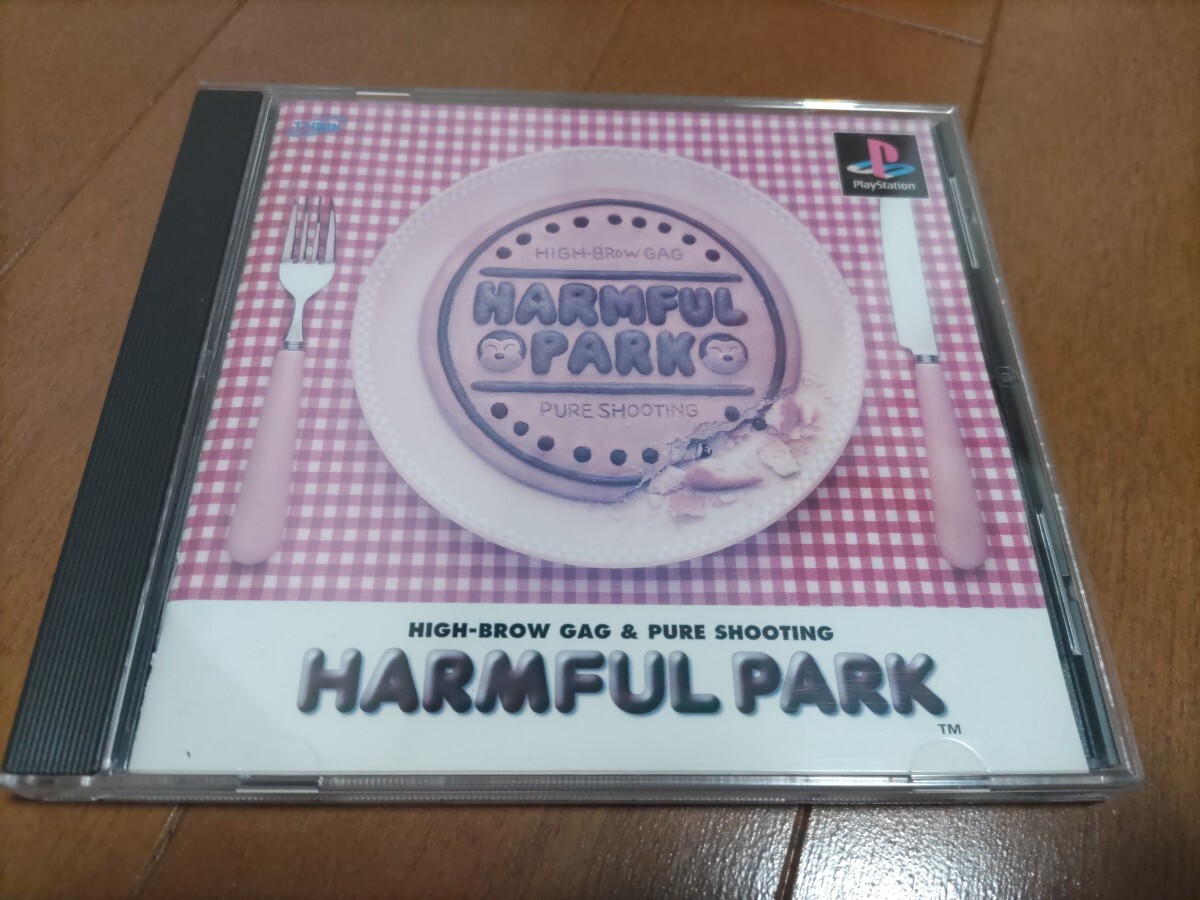 PlayStation
HIGH-BROW GAG
HARMFUL
PARK
PURE SHOOTING
HIGH-BROW GAG & PURE SHOOTING
HARMFUL PARK
TM